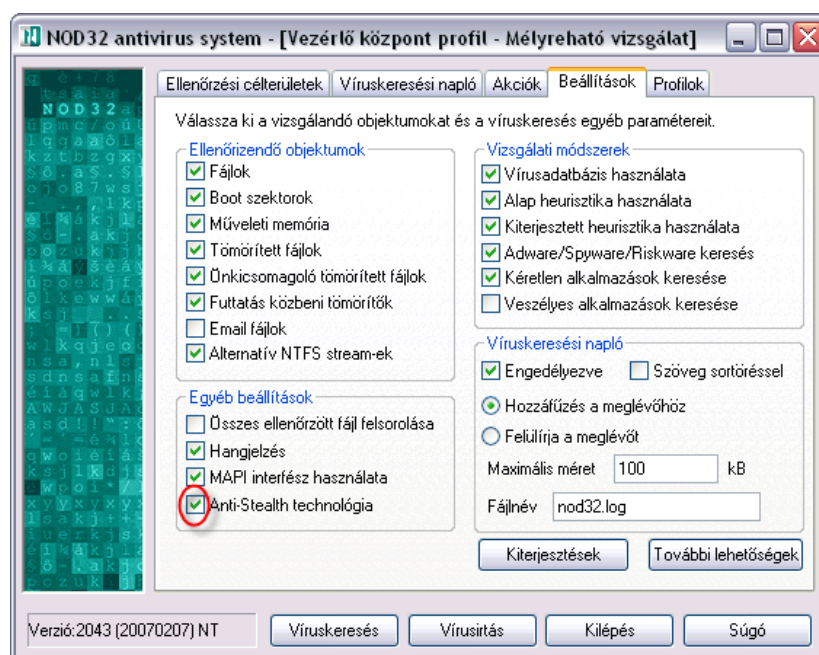 NOD32 antivirus system - [Vezérlő központ profil - Mélyreható vizsgálat]
Ellenőrzési célterületek Víruskeresési napló Akciók Beállítások Profilok
NOD32
Válassza ki a vizsgálandó objektumokat és a víruskeresés egyéb paramétereit.
Ellenőrizendő objektumok
Fájlok
Boot szektorok
Műveleti memória
Tömörített fájlok
Önkicsomagoló tömörített fájlok
Futtatás közbeni tömörítők
Email fájlok
Alternatív NTFS stream-ek
Egyéb beállítások
Összes ellenőrzött fájl felsorolása
Hangjelzés
MAPI interfész használata
Anti-Stealth technológia
Vizsgálati módszerek
Vírusadatbázis használata
Alap heurisztika használata
Kiterjesztett heurisztika használata
Adware/Spyware/Riskware keresés
Kéretlen alkalmazások keresése
Veszélyes alkalmazások keresése
Víruskeresési napló
Engedélyezve Szöveg sortöréssel
Hozzáfűzés a meglévőhöz
Felülírja a meglévőt
Maximális méret 100 kB
Fájlnév nod32.log
Kiterjesztések További lehetőségek
Verzió:2043 (20070207) NT Víruskeresés Vírusirtás Kilépés Súgó